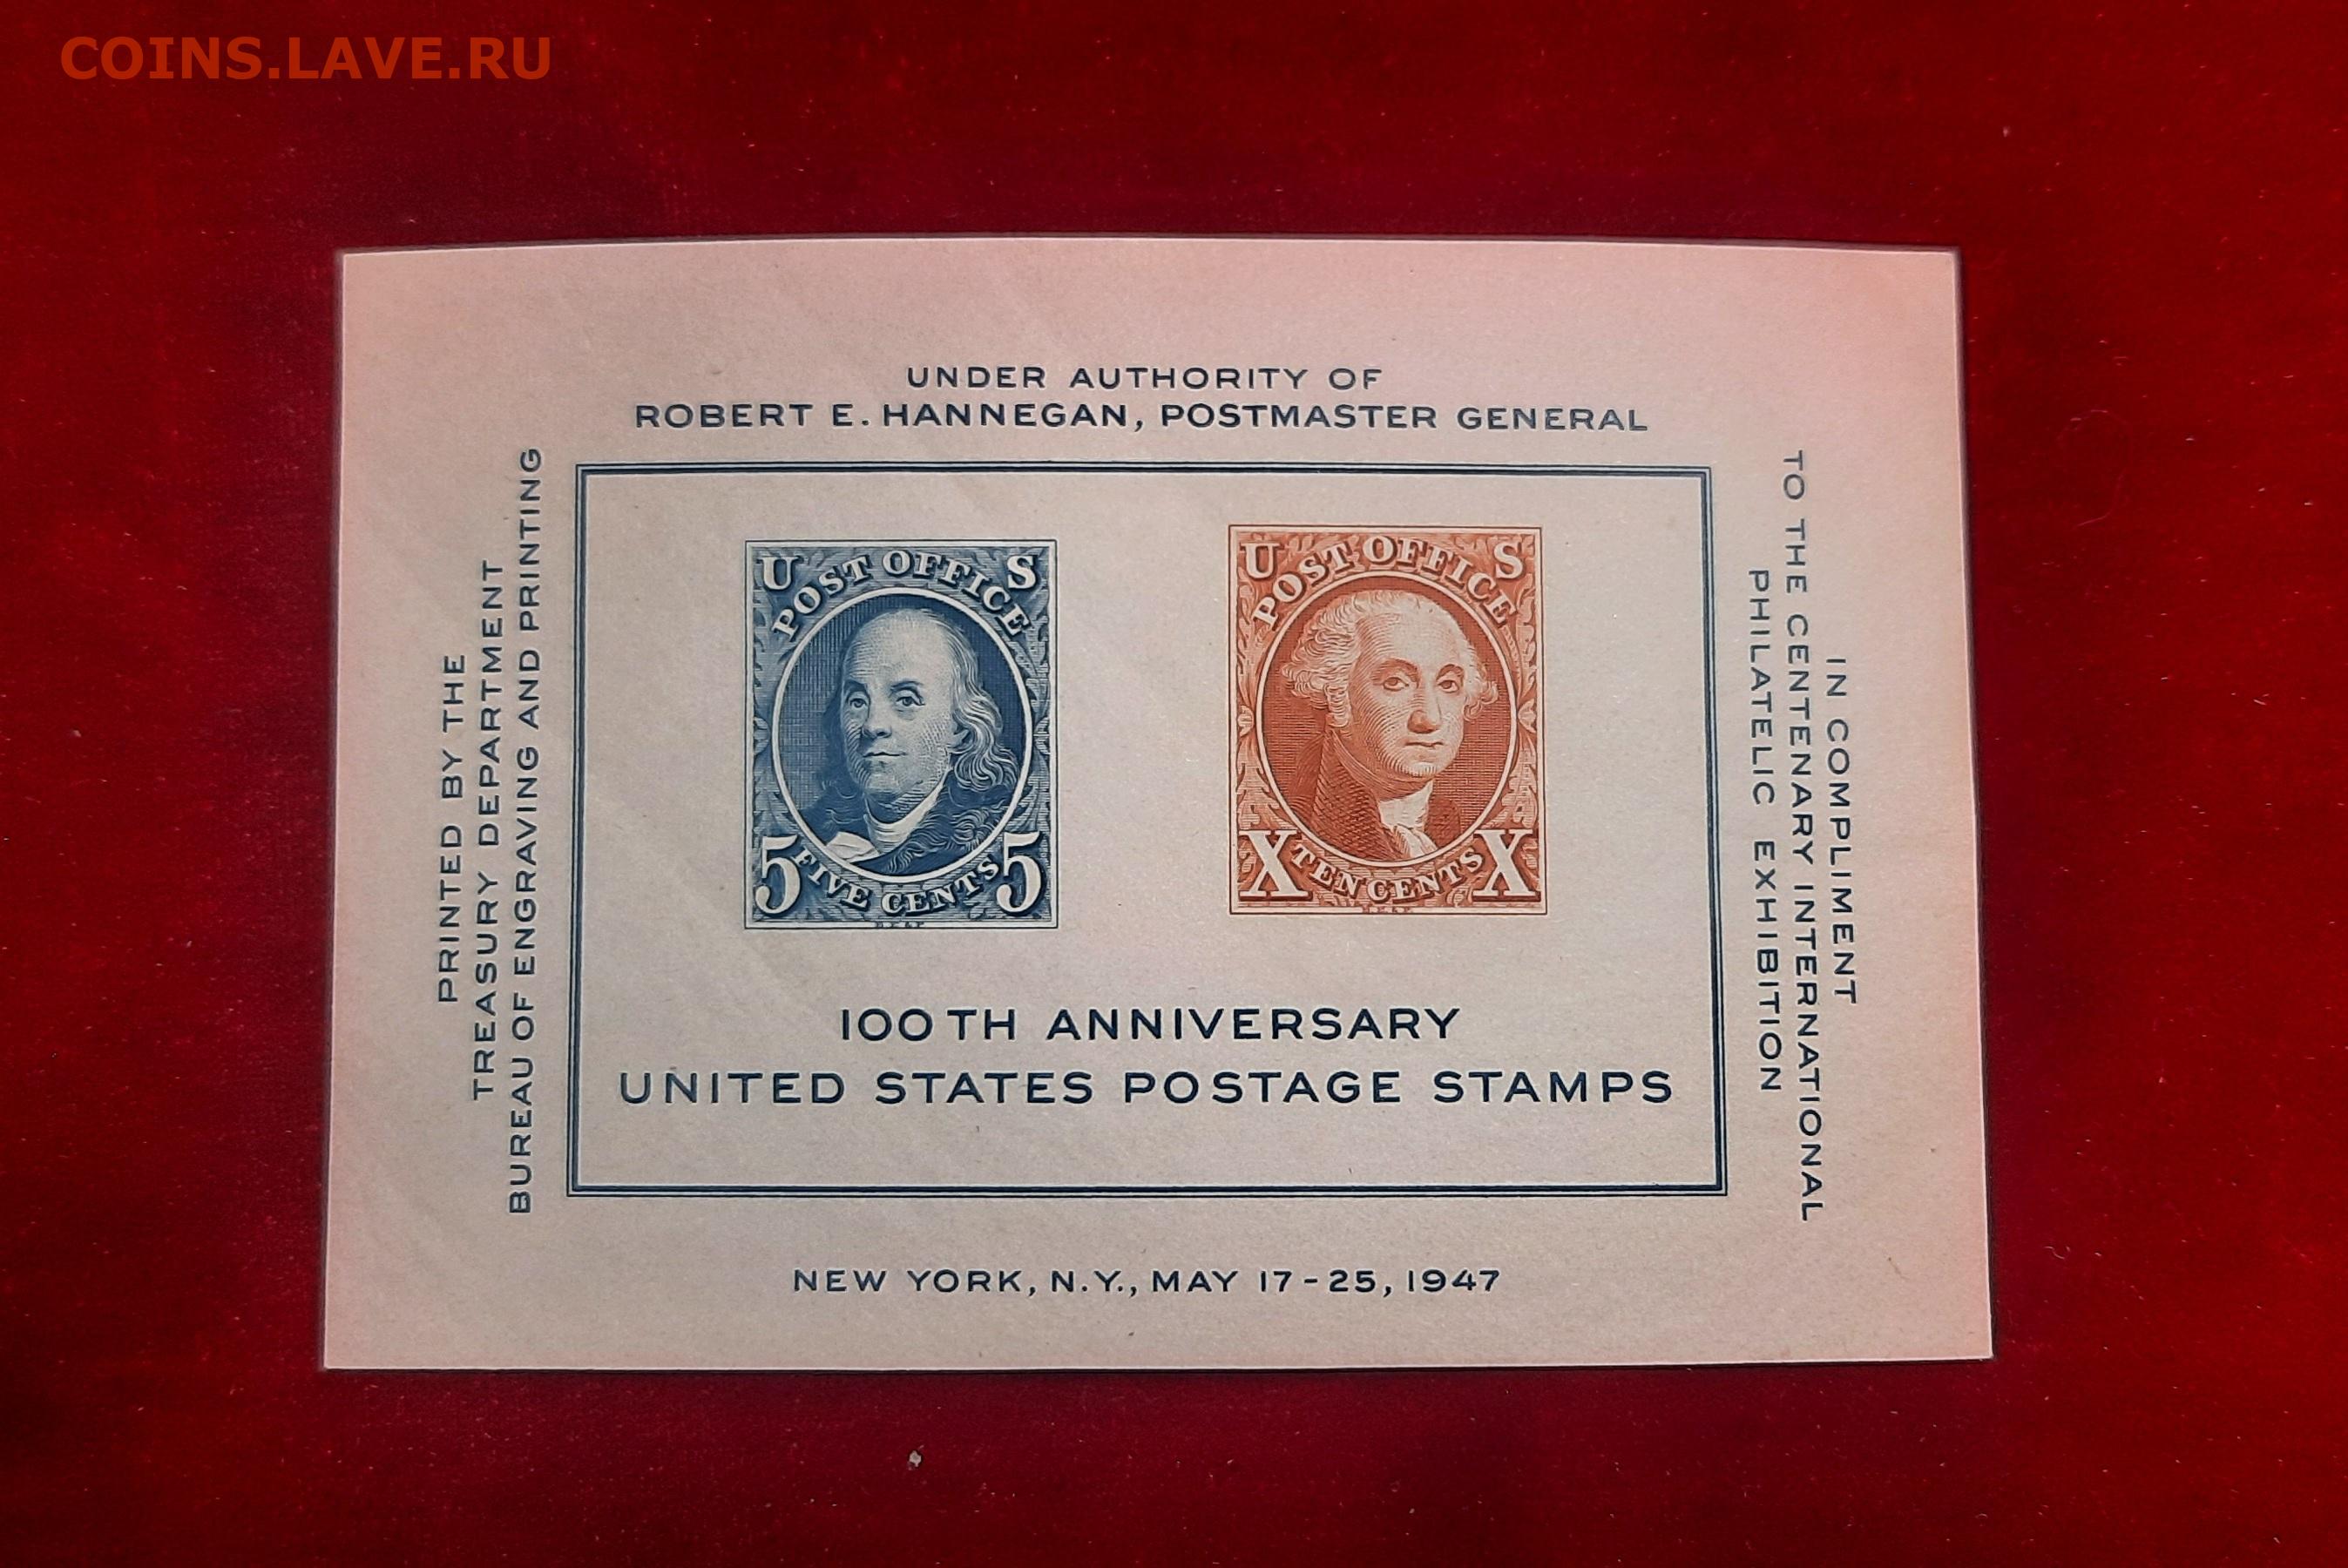 COINS.LAVE.RU
UNDER AUTHORITY OF
ROBERT E. HANNEGAN, POSTMASTER GENERAL
PRINTED BY THE
TREASURY DEPARTMENT
BUREAU OF ENGRAVING AND PRINTING
U S
POST OFFICE
5 FIVE CENTS 5
U S
POST OFFICE
X TEN CENTS X
100TH ANNIVERSARY
UNITED STATES POSTAGE STAMPS
IN COMPLIMENT
TO THE CENTENARY INTERNATIONAL
PHILATELIC EXHIBITION
NEW YORK, N.Y., MAY 17-25, 1947